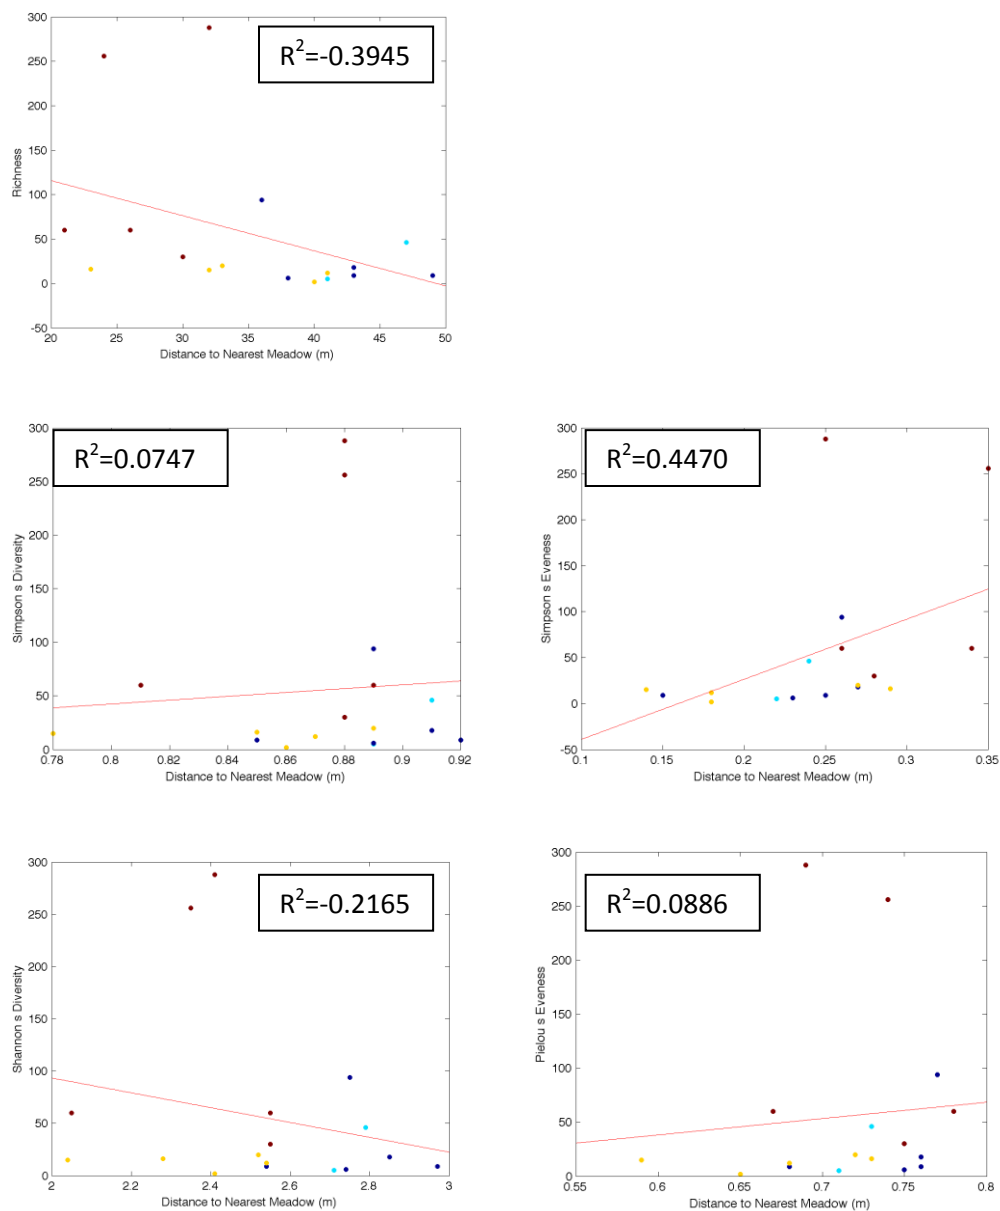 300
250
200
150
100
50
0
-50
Richness
R²=-0.3945
20 25 30 35 40 45 50
Distance to Nearest Meadow (m)
300
250
200
150
100
50
0
Simpson s Diversity
R²=0.0747
0.78 0.8 0.82 0.84 0.86 0.88 0.9 0.92
Distance to Nearest Meadow (m)
300
250
200
150
100
50
0
-50
Simpson s Eveness
R²=0.4470
0.1 0.15 0.2 0.25 0.3 0.35
Distance to Nearest Meadow (m)
300
250
200
150
100
50
0
Shannon s Diversity
R²=-0.2165
2 2.2 2.4 2.6 2.8 3
Distance to Nearest Meadow (m)
300
250
200
150
100
50
0
Pielou s Eveness
R²=0.0886
0.55 0.6 0.65 0.7 0.75 0.8
Distance to Nearest Meadow (m)